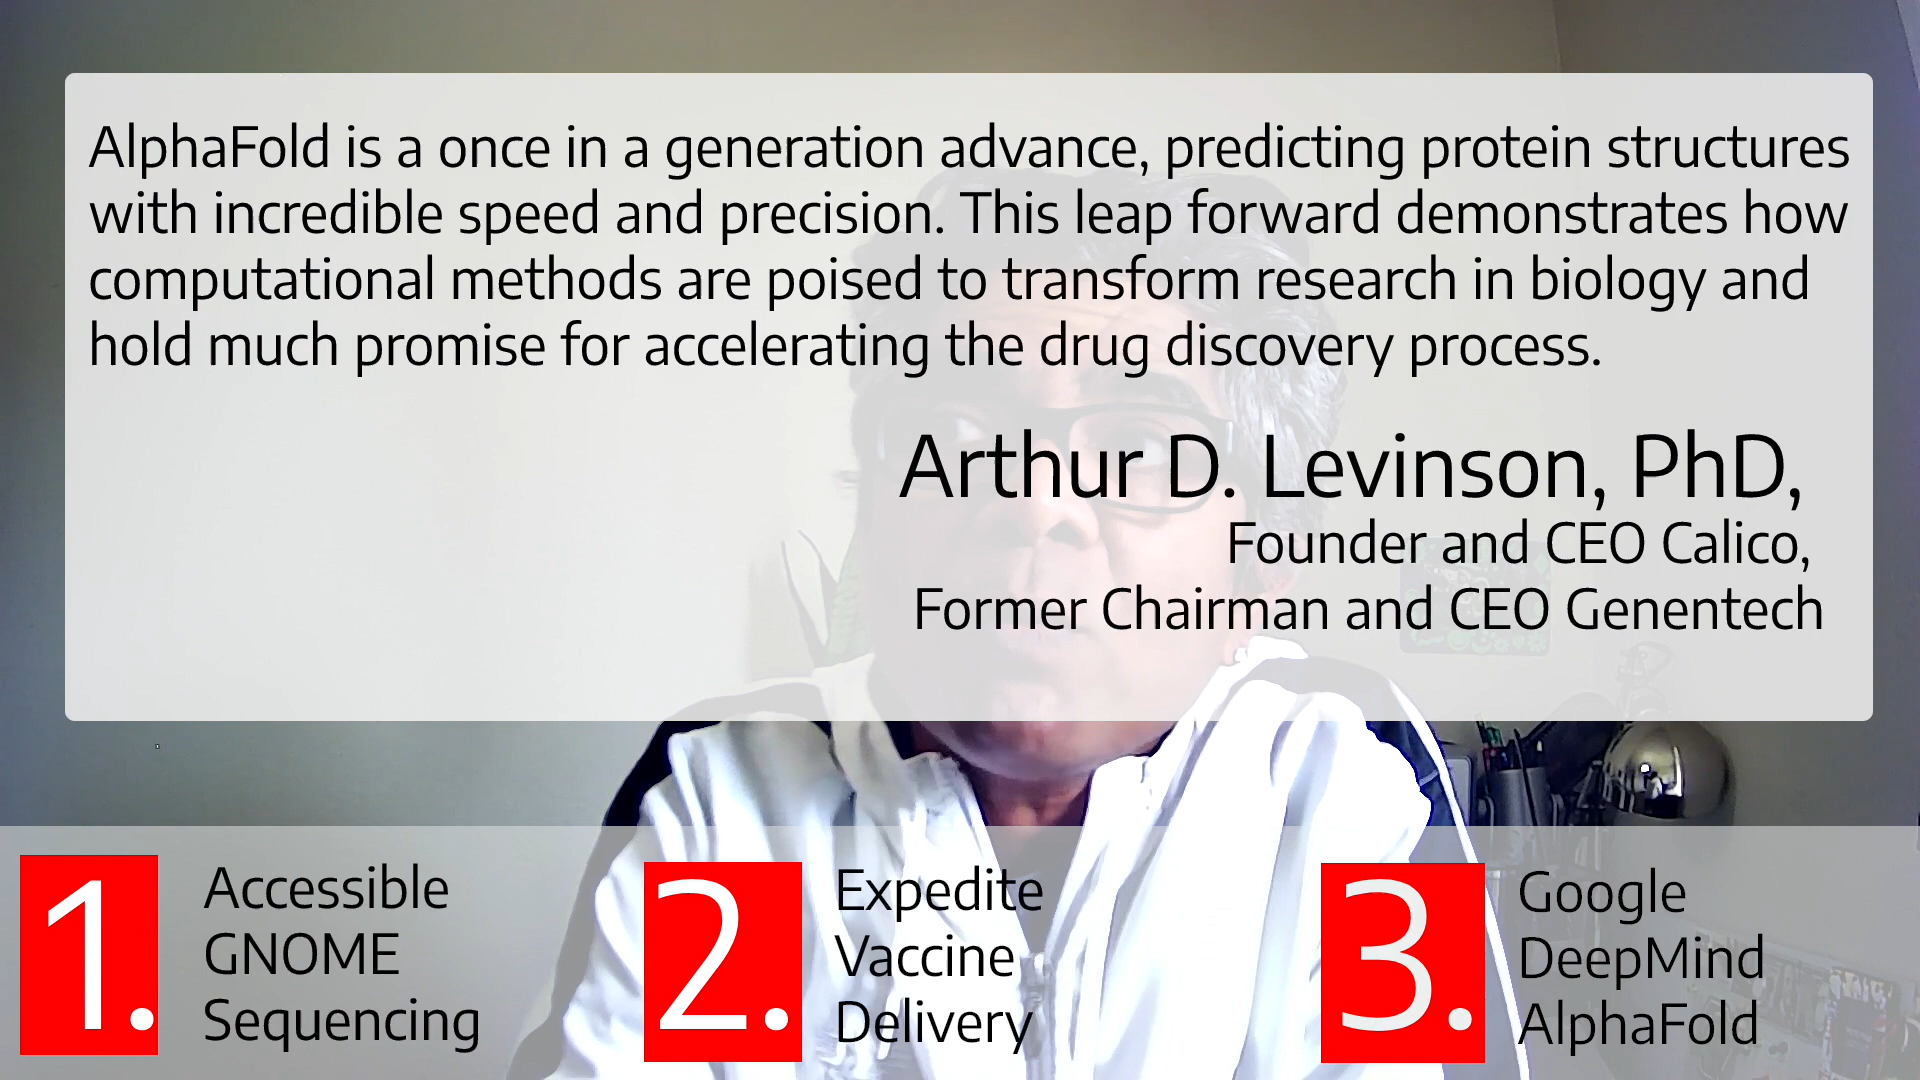 AlphaFold is a once in a generation advance, predicting protein structures
with incredible speed and precision. This leap forward demonstrates how
computational methods are poised to transform research in biology and
hold much promise for accelerating the drug discovery process.
Arthur D. Levinson, PhD,
Founder and CEO Calico,
Former Chairman and CEO Genentech
1.
Accessible
GNOME
Sequencing
2.
Expedite
Vaccine
Delivery
3.
Google
DeepMind
AlphaFold